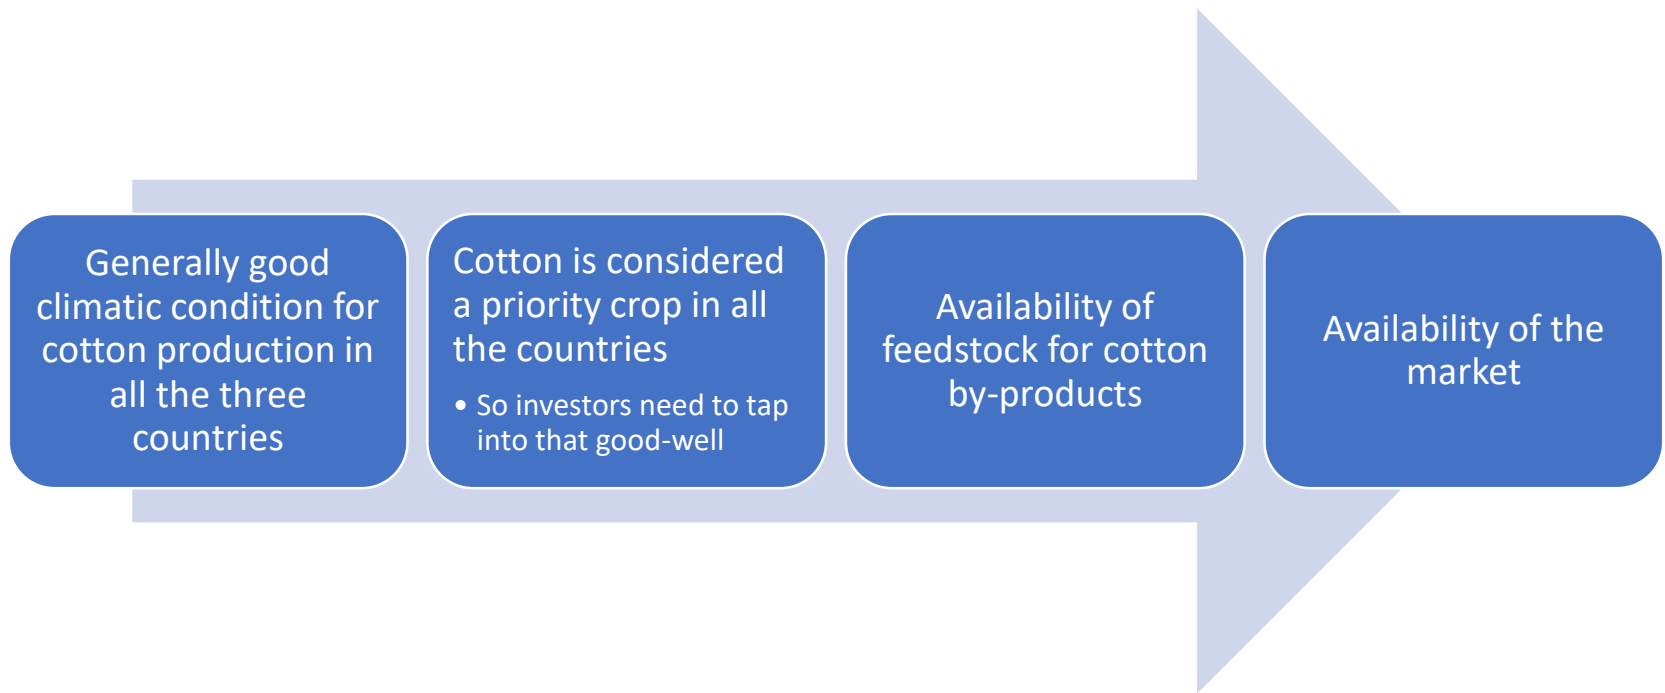 Generally good
climatic condition for
cotton production in
all the three
countries
Cotton is considered
a priority crop in all
the countries
• So investors need to tap
into that good-well
Availability of
feedstock for cotton
by-products
Availability of the
market